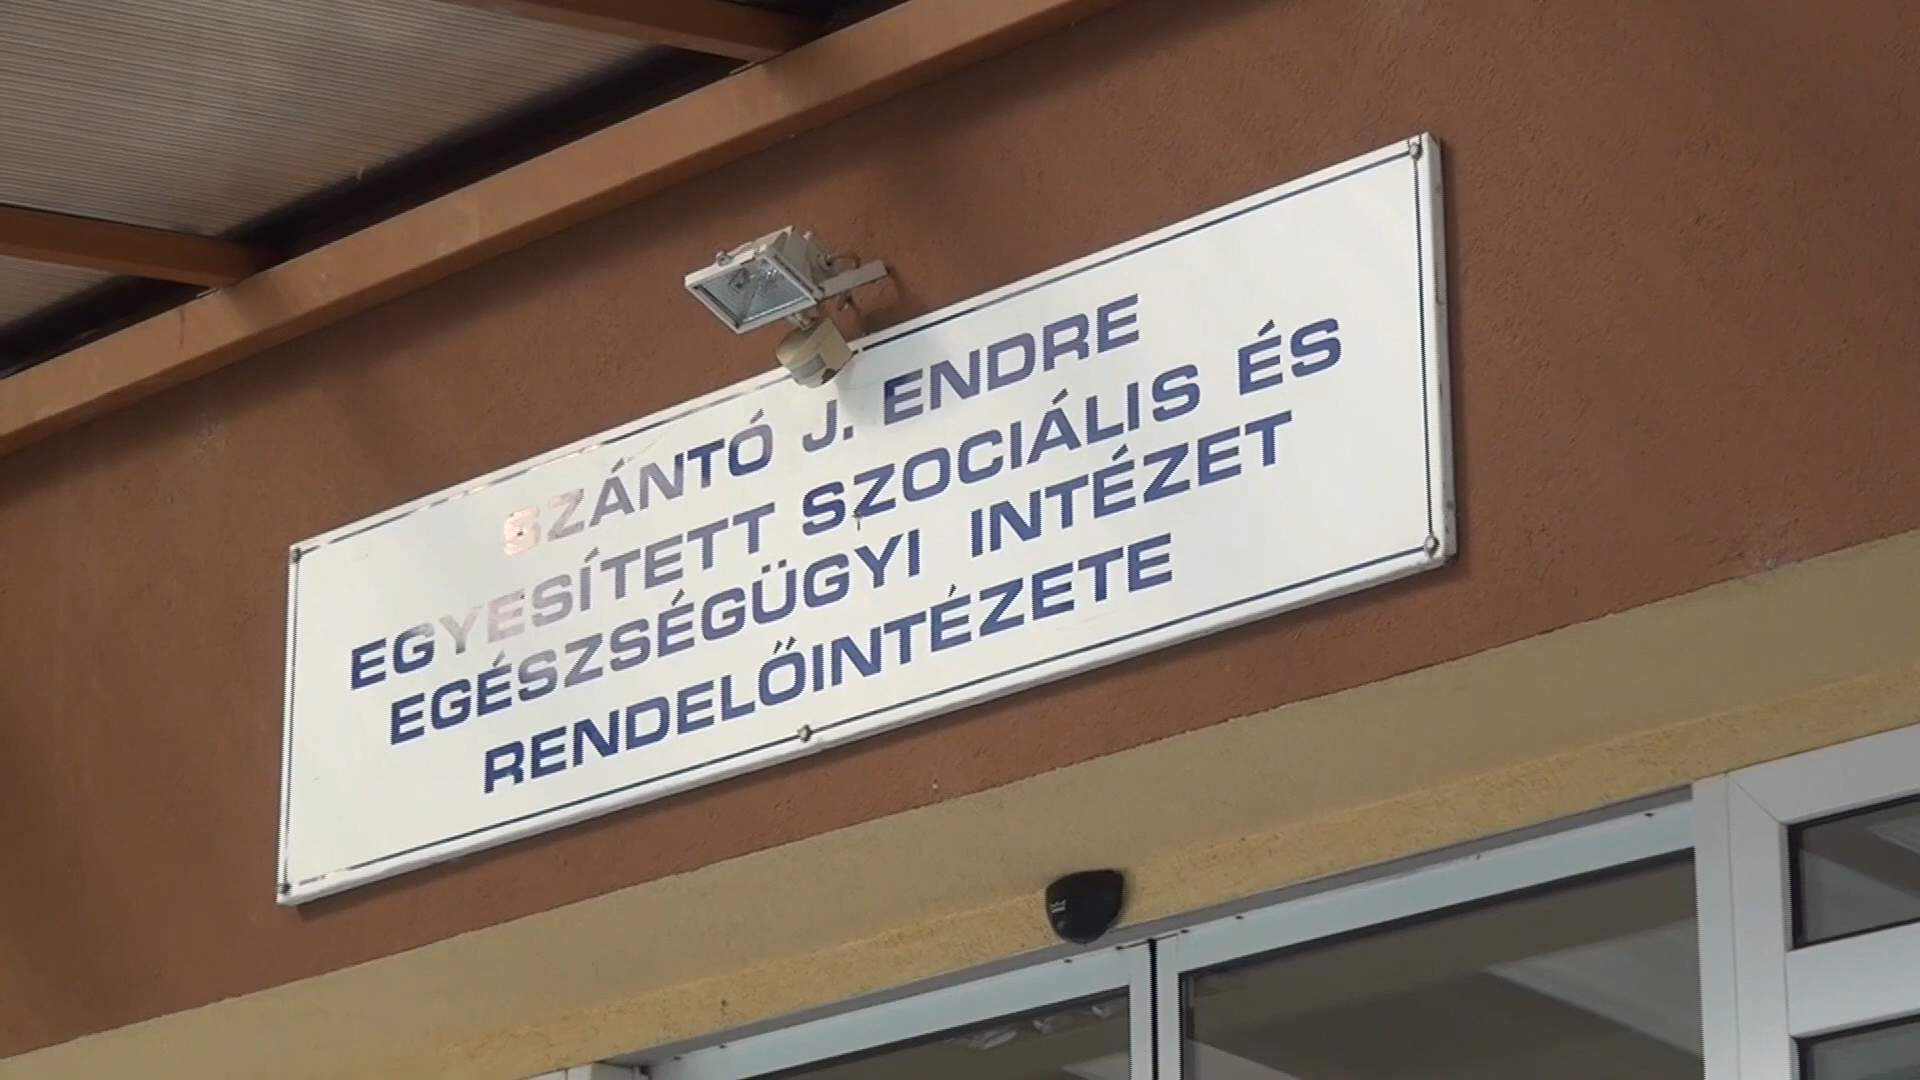 SZÁNTÓ J. ENDRE
EGYESÍTETT SZOCIÁLIS ÉS
EGÉSZSÉGÜGYI INTÉZET
RENDELŐINTÉZETE